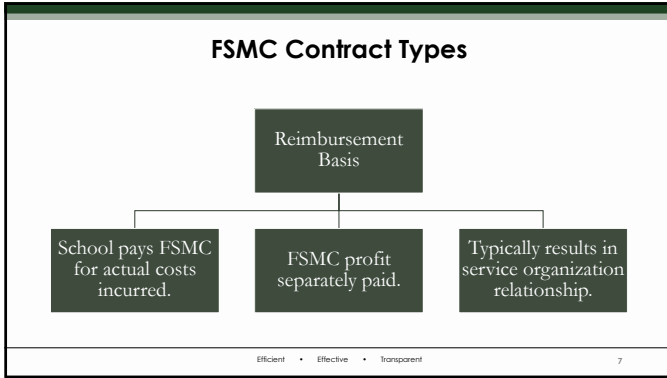 FSMC Contract Types
Reimbursement
Basis
School pays FSMC
for actual costs
incurred.
FSMC profit
separately paid.
Typically results in
service organization
relationship.
Efficient • Effective • Transparent
7